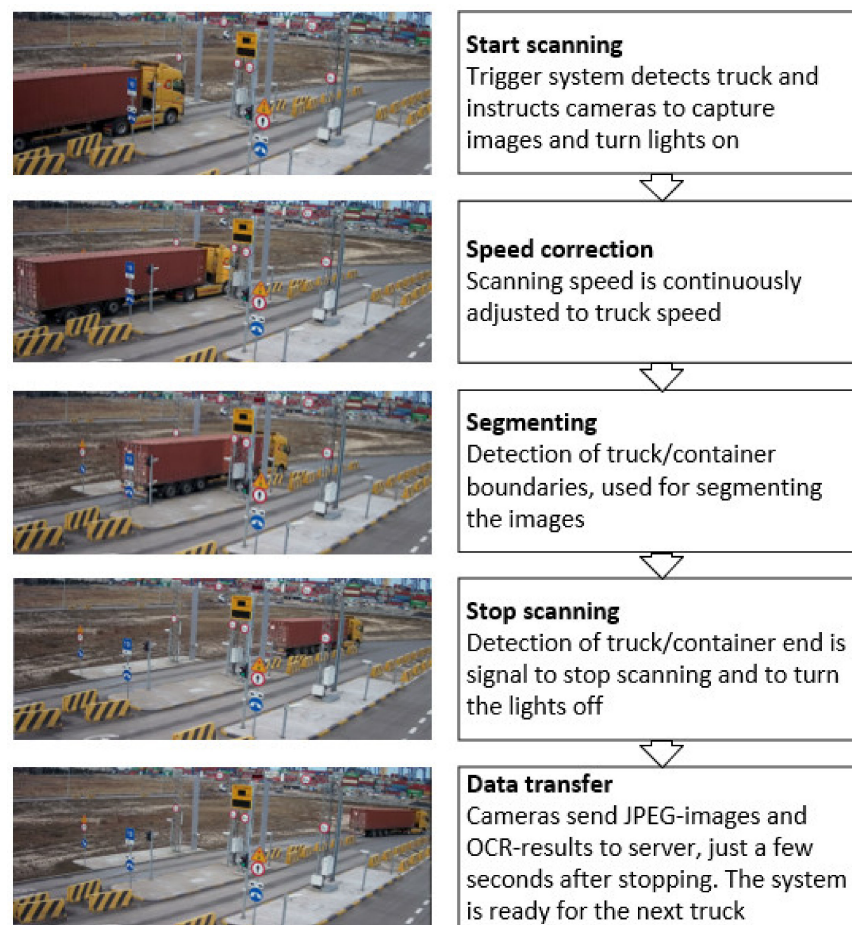 Start scanning
Trigger system detects truck and
instructs cameras to capture
images and turn lights on
Speed correction
Scanning speed is continuously
adjusted to truck speed
Segmenting
Detection of truck/container
boundaries, used for segmenting
the images
Stop scanning
Detection of truck/container end is
signal to stop scanning and to turn
the lights off
Data transfer
Cameras send JPEG-images and
OCR-results to server, just a few
seconds after stopping. The system
is ready for the next truck